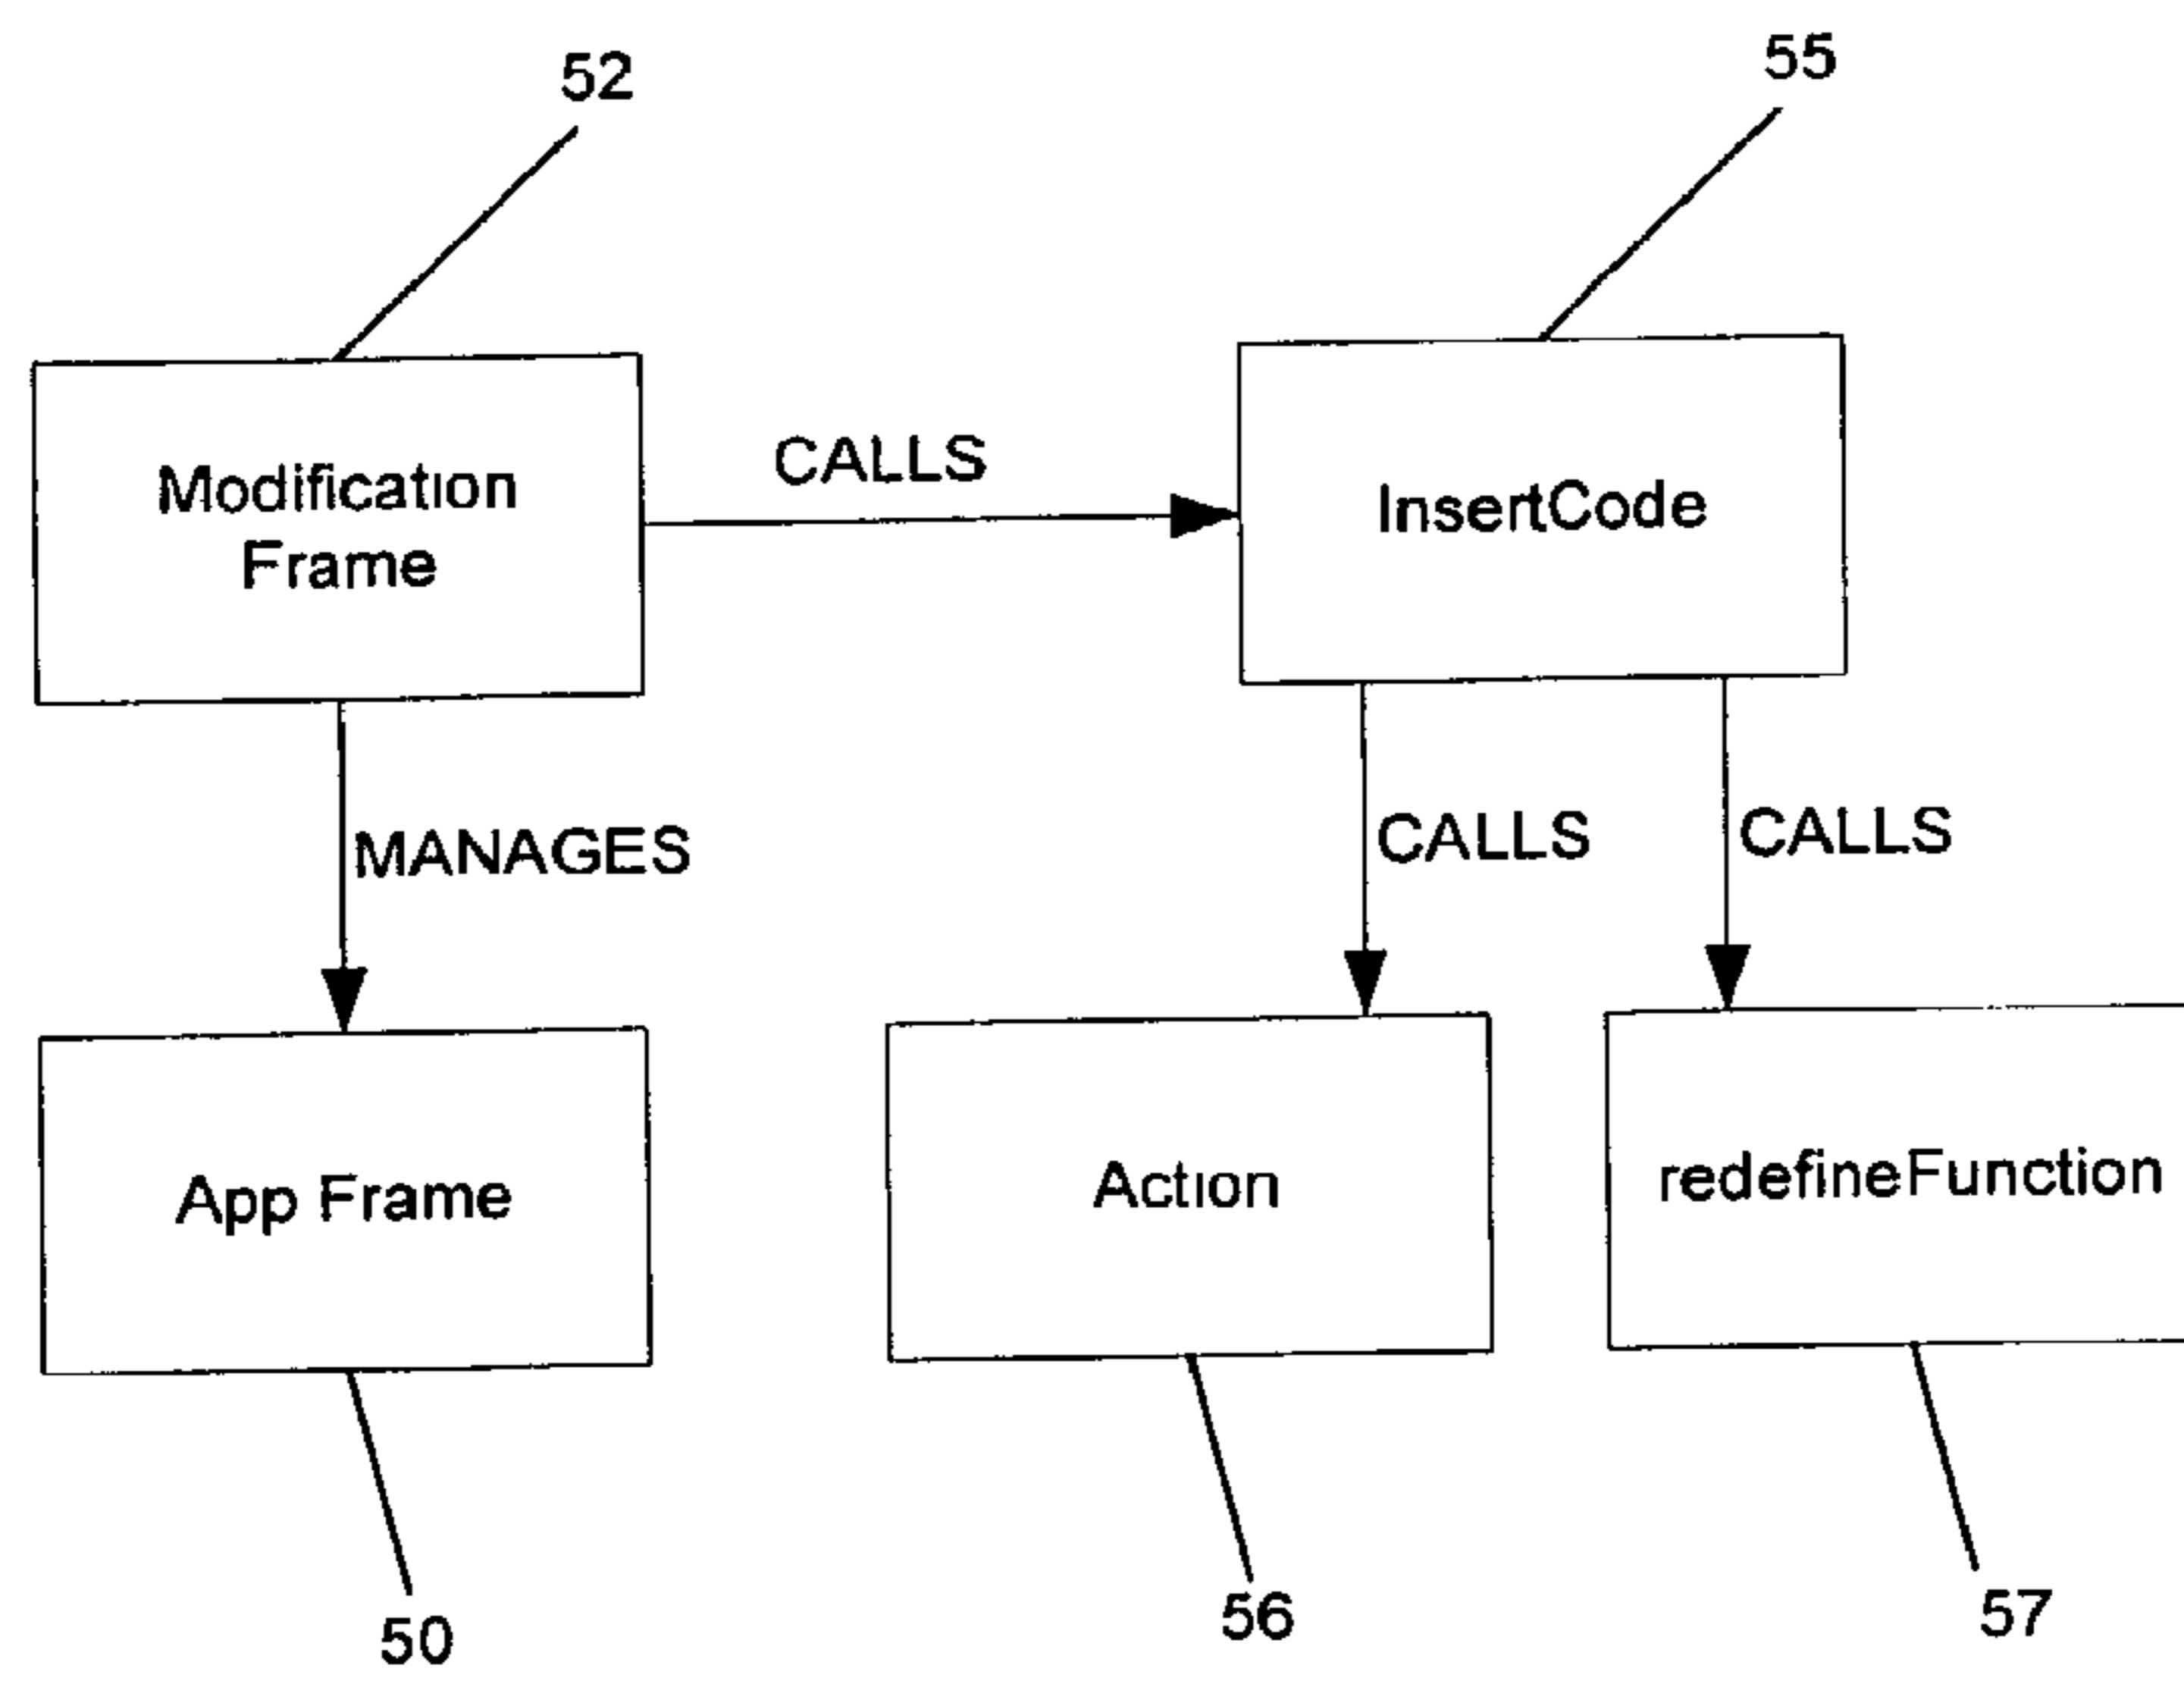 52
55
Modification
Frame
CALLS
InsertCode
MANAGES
CALLS
CALLS
App Frame
Action
redefineFunction
50
56
57